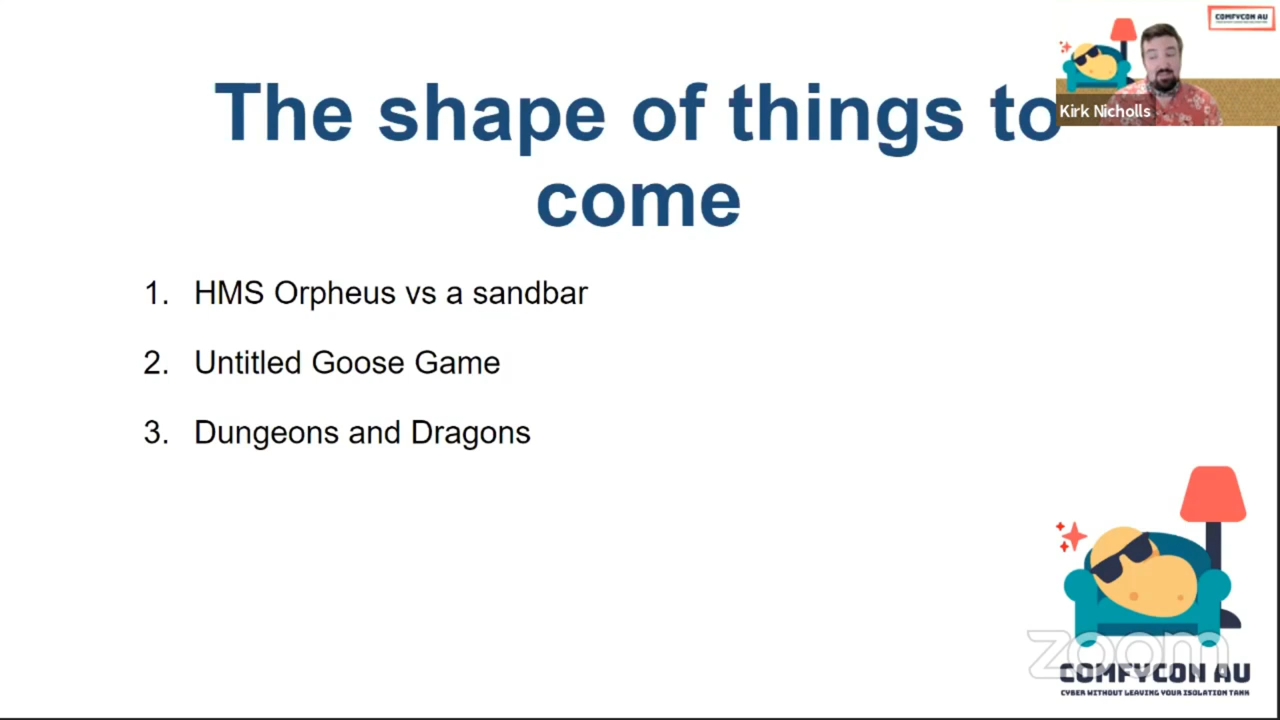 COMFYCON AU
Kirk Nicholls
The shape of things to
come
1. HMS Orpheus vs a sandbar
2. Untitled Goose Game
3. Dungeons and Dragons
zoom
COMFYCON AU
CYBER WITHOUT LEAVING YOUR ISOLATION TANK